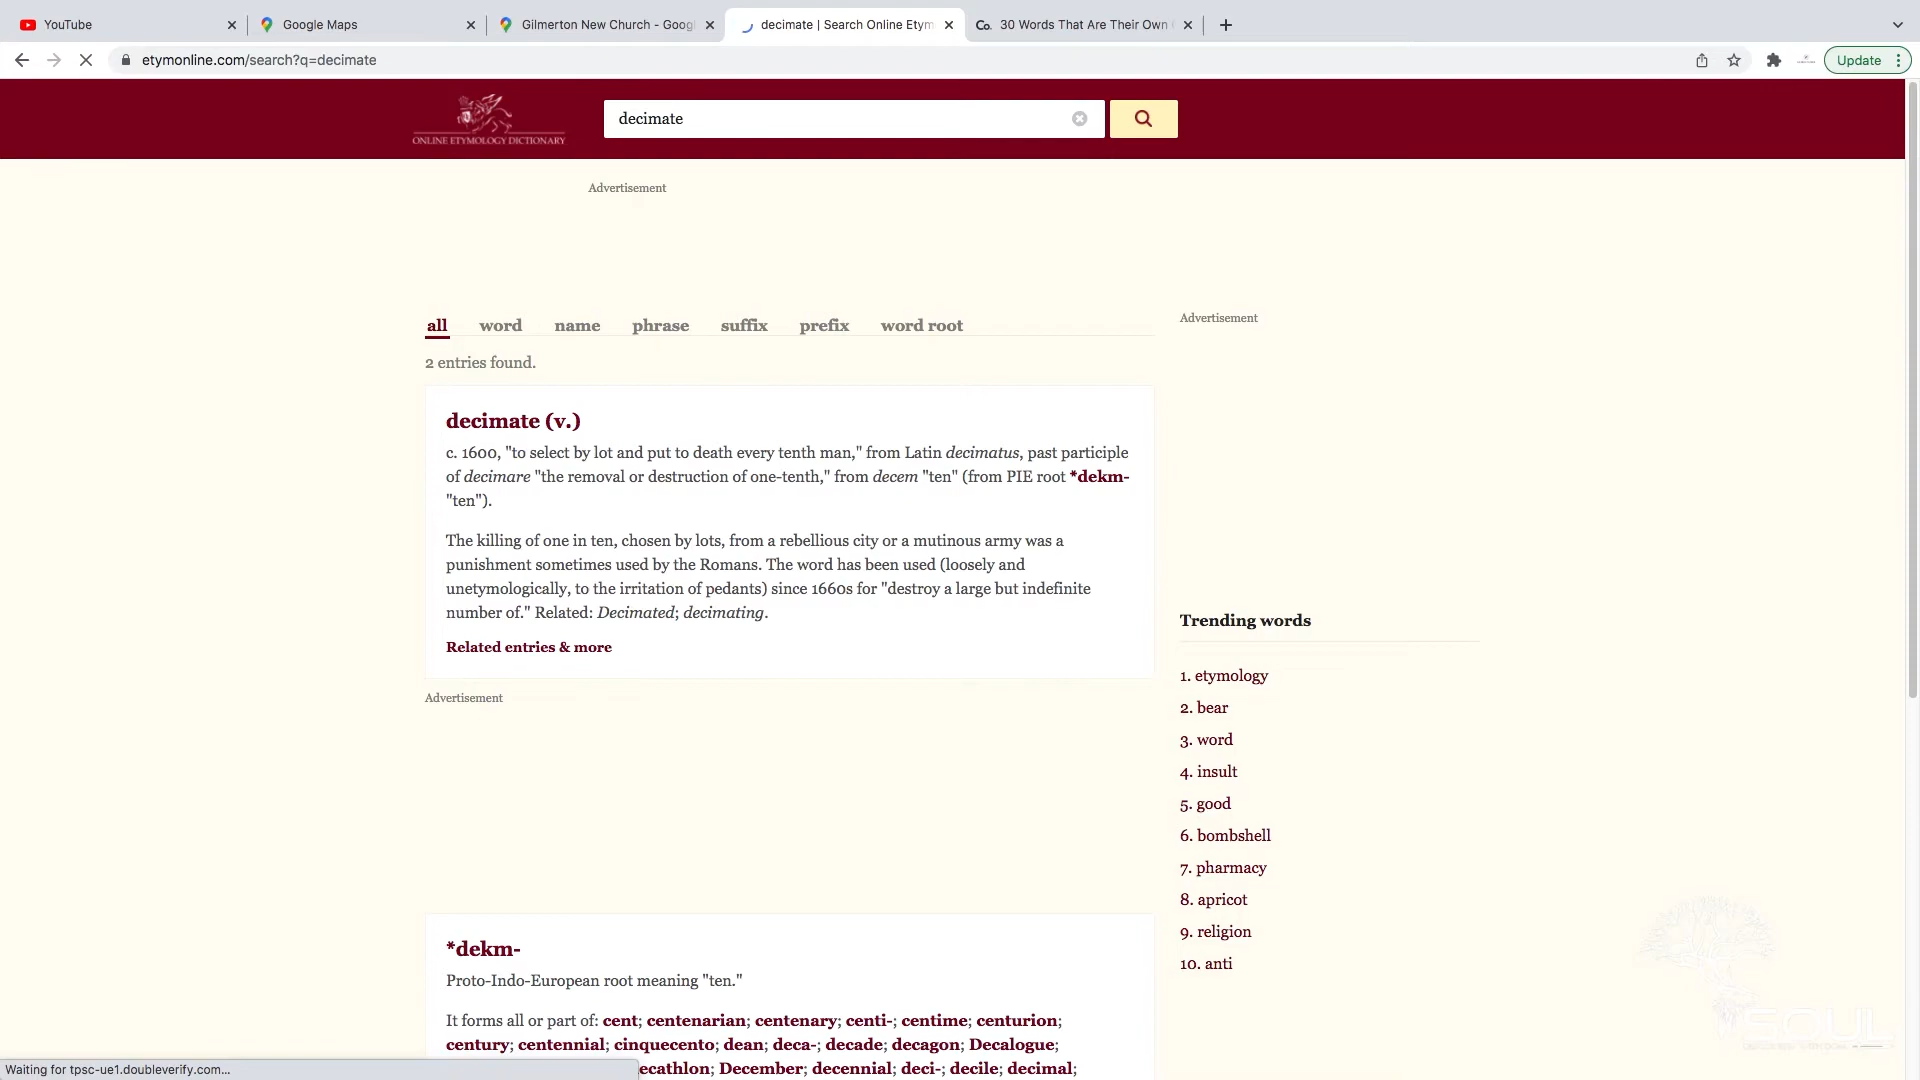 YouTube
Google Maps
Gilmerton New Church - Goog
decimate | Search Online Etym
Co. 30 Words That Are Their Own
etymonline.com/search?q=decimate
Update
ONLINE ETYMOLOGY DICTIONARY
decimate
Advertisement
all word name phrase suffix prefix word root
Advertisement
2 entries found.
decimate (v.)
c. 1600, "to select by lot and put to death every tenth man," from Latin decimatus, past participle
of decimare "the removal or destruction of one-tenth," from decem "ten" (from PIE root *dekm-
"ten").
The killing of one in ten, chosen by lots, from a rebellious city or a mutinous army was a
punishment sometimes used by the Romans. The word has been used (loosely and
unetymologically, to the irritation of pedants) since 1660s for "destroy a large but indefinite
number of." Related: Decimated; decimating.
Related entries & more
Advertisement
Trending words
1. etymology
2. bear
3. word
4. insult
5. good
6. bombshell
7. pharmacy
8. apricot
9. religion
10. anti
*dekm-
Proto-Indo-European root meaning "ten."
It forms all or part of: cent; centenarian; centenary; centi-; centime; centurion;
century; centennial; cinquecento; dean; deca-; decade; decagon; Decalogue;
ecathlon; December; decennial; deci-; decile; decimal;
Waiting for tpsc-ue1.doubleverify.com...
SOUL